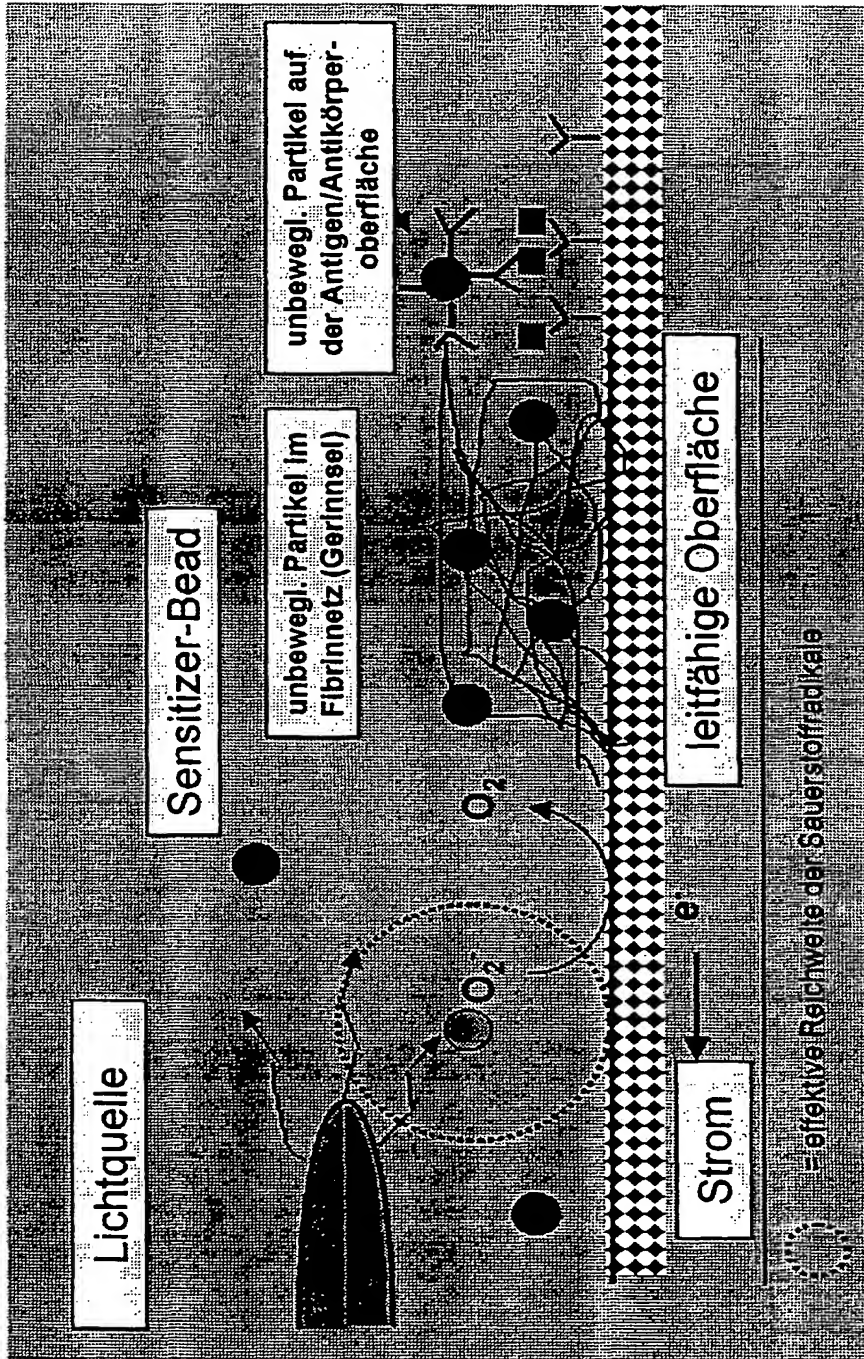 Lichtquelle
Sensitizer-Bead
unbewegl. Partikel im
Fibrinnetz (Gerinnsel)
unbewegl. Partikel auf
der Antigen/Antikörper-
oberfläche
O₂⁻
O₂
e⁻
Strom
leitfähige Oberfläche
= effektive Reichweite der Sauerstoffradikale